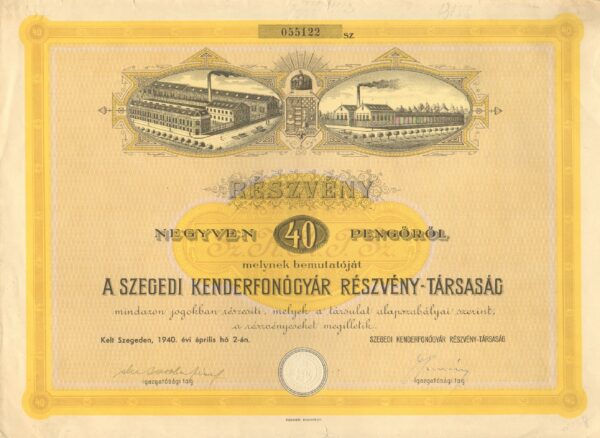 055122 SZ
RÉSZVÉNY
NEGYVEN 40 PENGŐRŐL
melynek bemutatóját
A SZEGEDI KENDERFONÓGYÁR RÉSZVÉNY-TÁRSASÁG
mindazon jogokban részesíti, melyek a társulat alapszabályai szerint,
a részvényeseket megilletik.
Kelt Szegeden, 1940. évi április hó 2-án.
SZEGEDI KENDERFONÓGYÁR RÉSZVÉNY-TÁRSASÁG
igazgatósági tag
igazgatósági tag